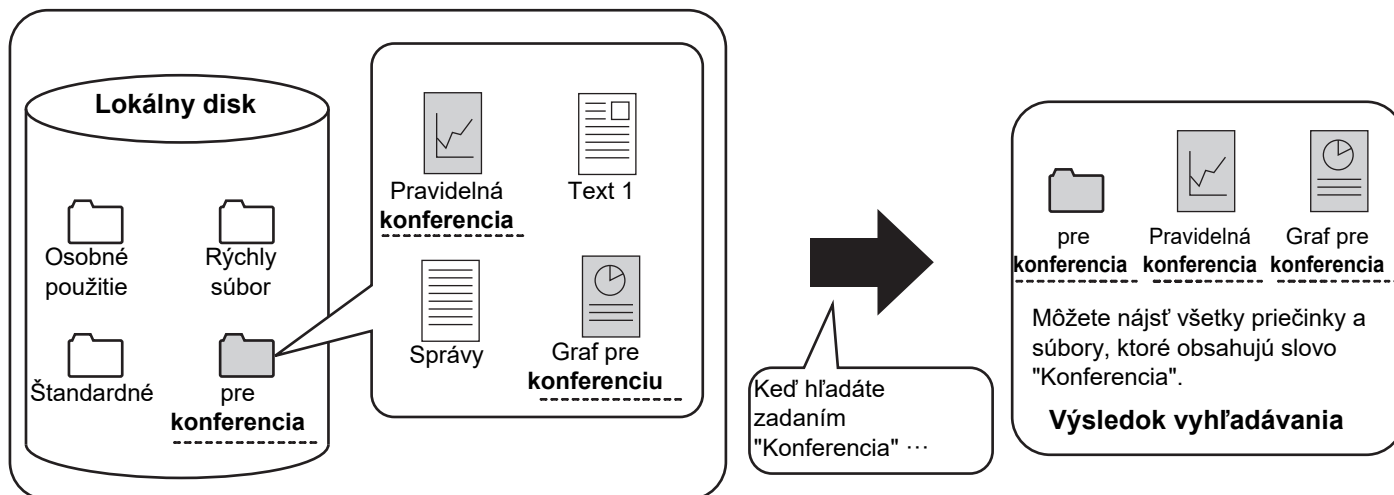 Lokálny disk
Osobné
použitie
Rýchly
súbor
Štandardné
pre
konferencia
Pravidelná
konferencia
Text 1
Správy
Graf pre
konferenciu
Keď hľadáte
zadaním
"Konferencia" ···
pre
konferencia
Pravidelná
konferencia
Graf pre
konferencia
Môžete nájsť všetky priečinky a
súbory, ktoré obsahujú slovo
"Konferencia".
Výsledok vyhľadávania